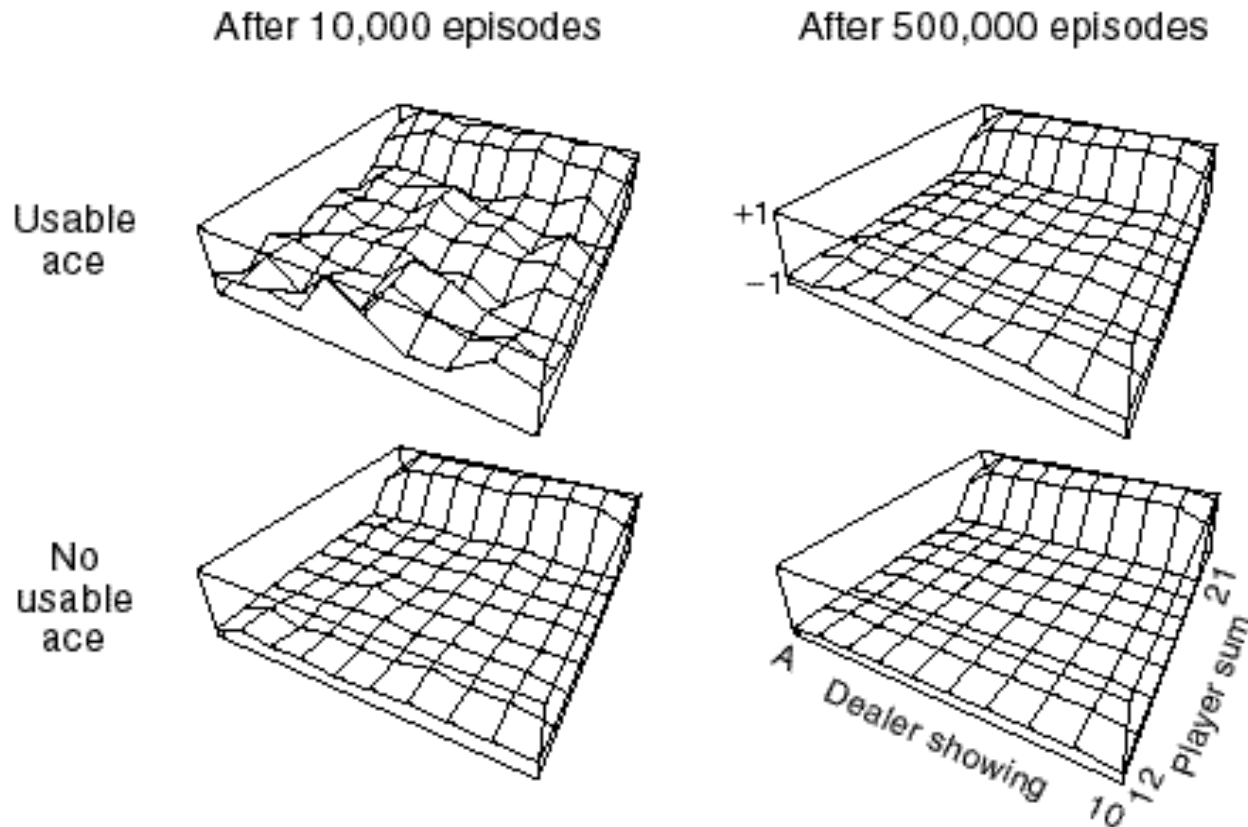 After 10,000 episodes
After 500,000 episodes
Usable
ace
+1
−1
No
usable
ace
A
Dealer showing
10
12
Player sum
21